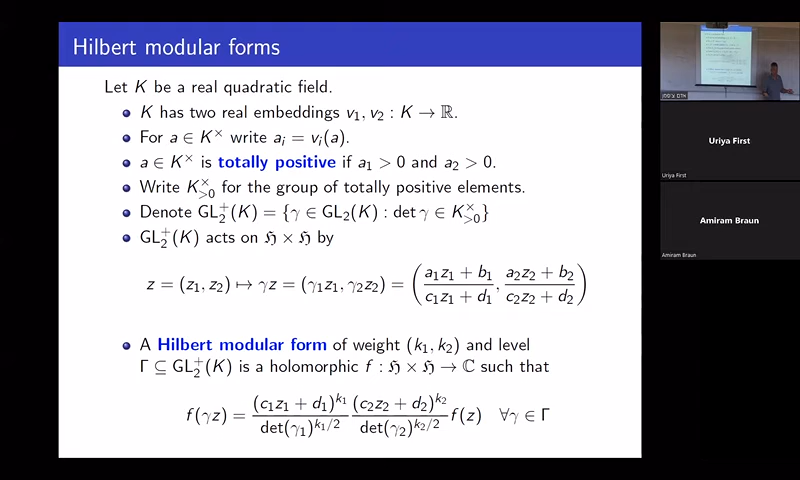 Hilbert modular forms
Let K be a real quadratic field.
K has two real embeddings v₁, v₂ : K → ℝ.
For a ∈ K^× write a_i = v_i(a).
a ∈ K^× is totally positive if a₁ > 0 and a₂ > 0.
Write K^×_{>0} for the group of totally positive elements.
Denote GL₂⁺(K) = {γ ∈ GL₂(K) : det γ ∈ K^×_{>0}}
GL₂⁺(K) acts on ℌ × ℌ by
z = (z₁, z₂) ↦ γz = (γ₁z₁, γ₂z₂) = ( (a₁z₁ + b₁)/(c₁z₁ + d₁), (a₂z₂ + b₂)/(c₂z₂ + d₂) )
A Hilbert modular form of weight (k₁, k₂) and level
Γ ⊆ GL₂⁺(K) is a holomorphic f : ℌ × ℌ → ℂ such that
f(γz) = (c₁z₁ + d₁)^{k₁}/det(γ₁)^{k₁/2} (c₂z₂ + d₂)^{k₂}/det(γ₂)^{k₂/2} f(z) ∀γ ∈ Γ
Uriya First
Uriya First
Amiram Braun
Amiram Braun